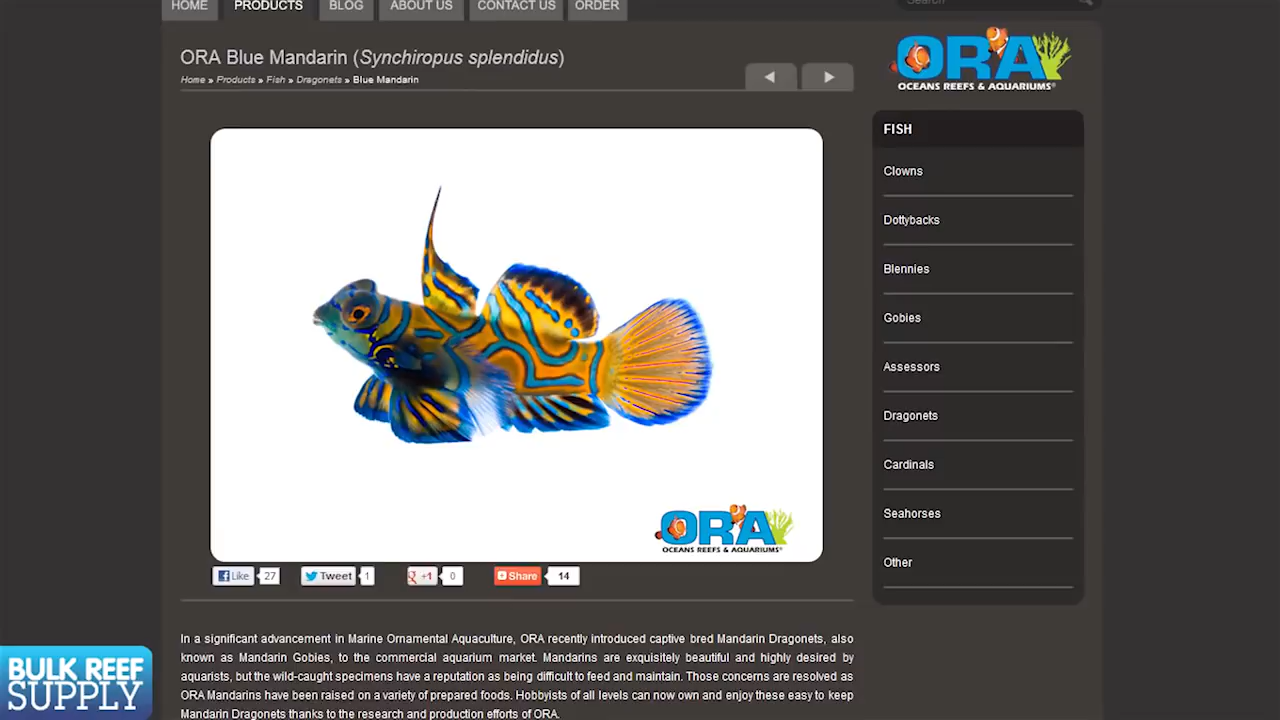 HOME PRODUCTS BLOG ABOUT US CONTACT US ORDER
Search
ORA Blue Mandarin (Synchiropus splendidus)
Home » Products » Fish » Dragonets » Blue Mandarin
ORA
OCEANS REEFS & AQUARIUMS®
FISH
Clowns
Dottybacks
Blennies
Gobies
Assessors
Dragonets
Cardinals
Seahorses
Other
ORA
OCEANS REEFS & AQUARIUMS®
Like 27 Tweet 1 +1 0 Share 14
In a significant advancement in Marine Ornamental Aquaculture, ORA recently introduced captive bred Mandarin Dragonets, also
known as Mandarin Gobies, to the commercial aquarium market. Mandarins are exquisitely beautiful and highly desired by
aquarists, but the wild-caught specimens have a reputation as being difficult to feed and maintain. Those concerns are resolved as
ORA Mandarins have been raised on a variety of prepared foods. Hobbyists of all levels can now own and enjoy these easy to keep
Mandarin Dragonets thanks to the research and production efforts of ORA.
BULK REEF
SUPPLY